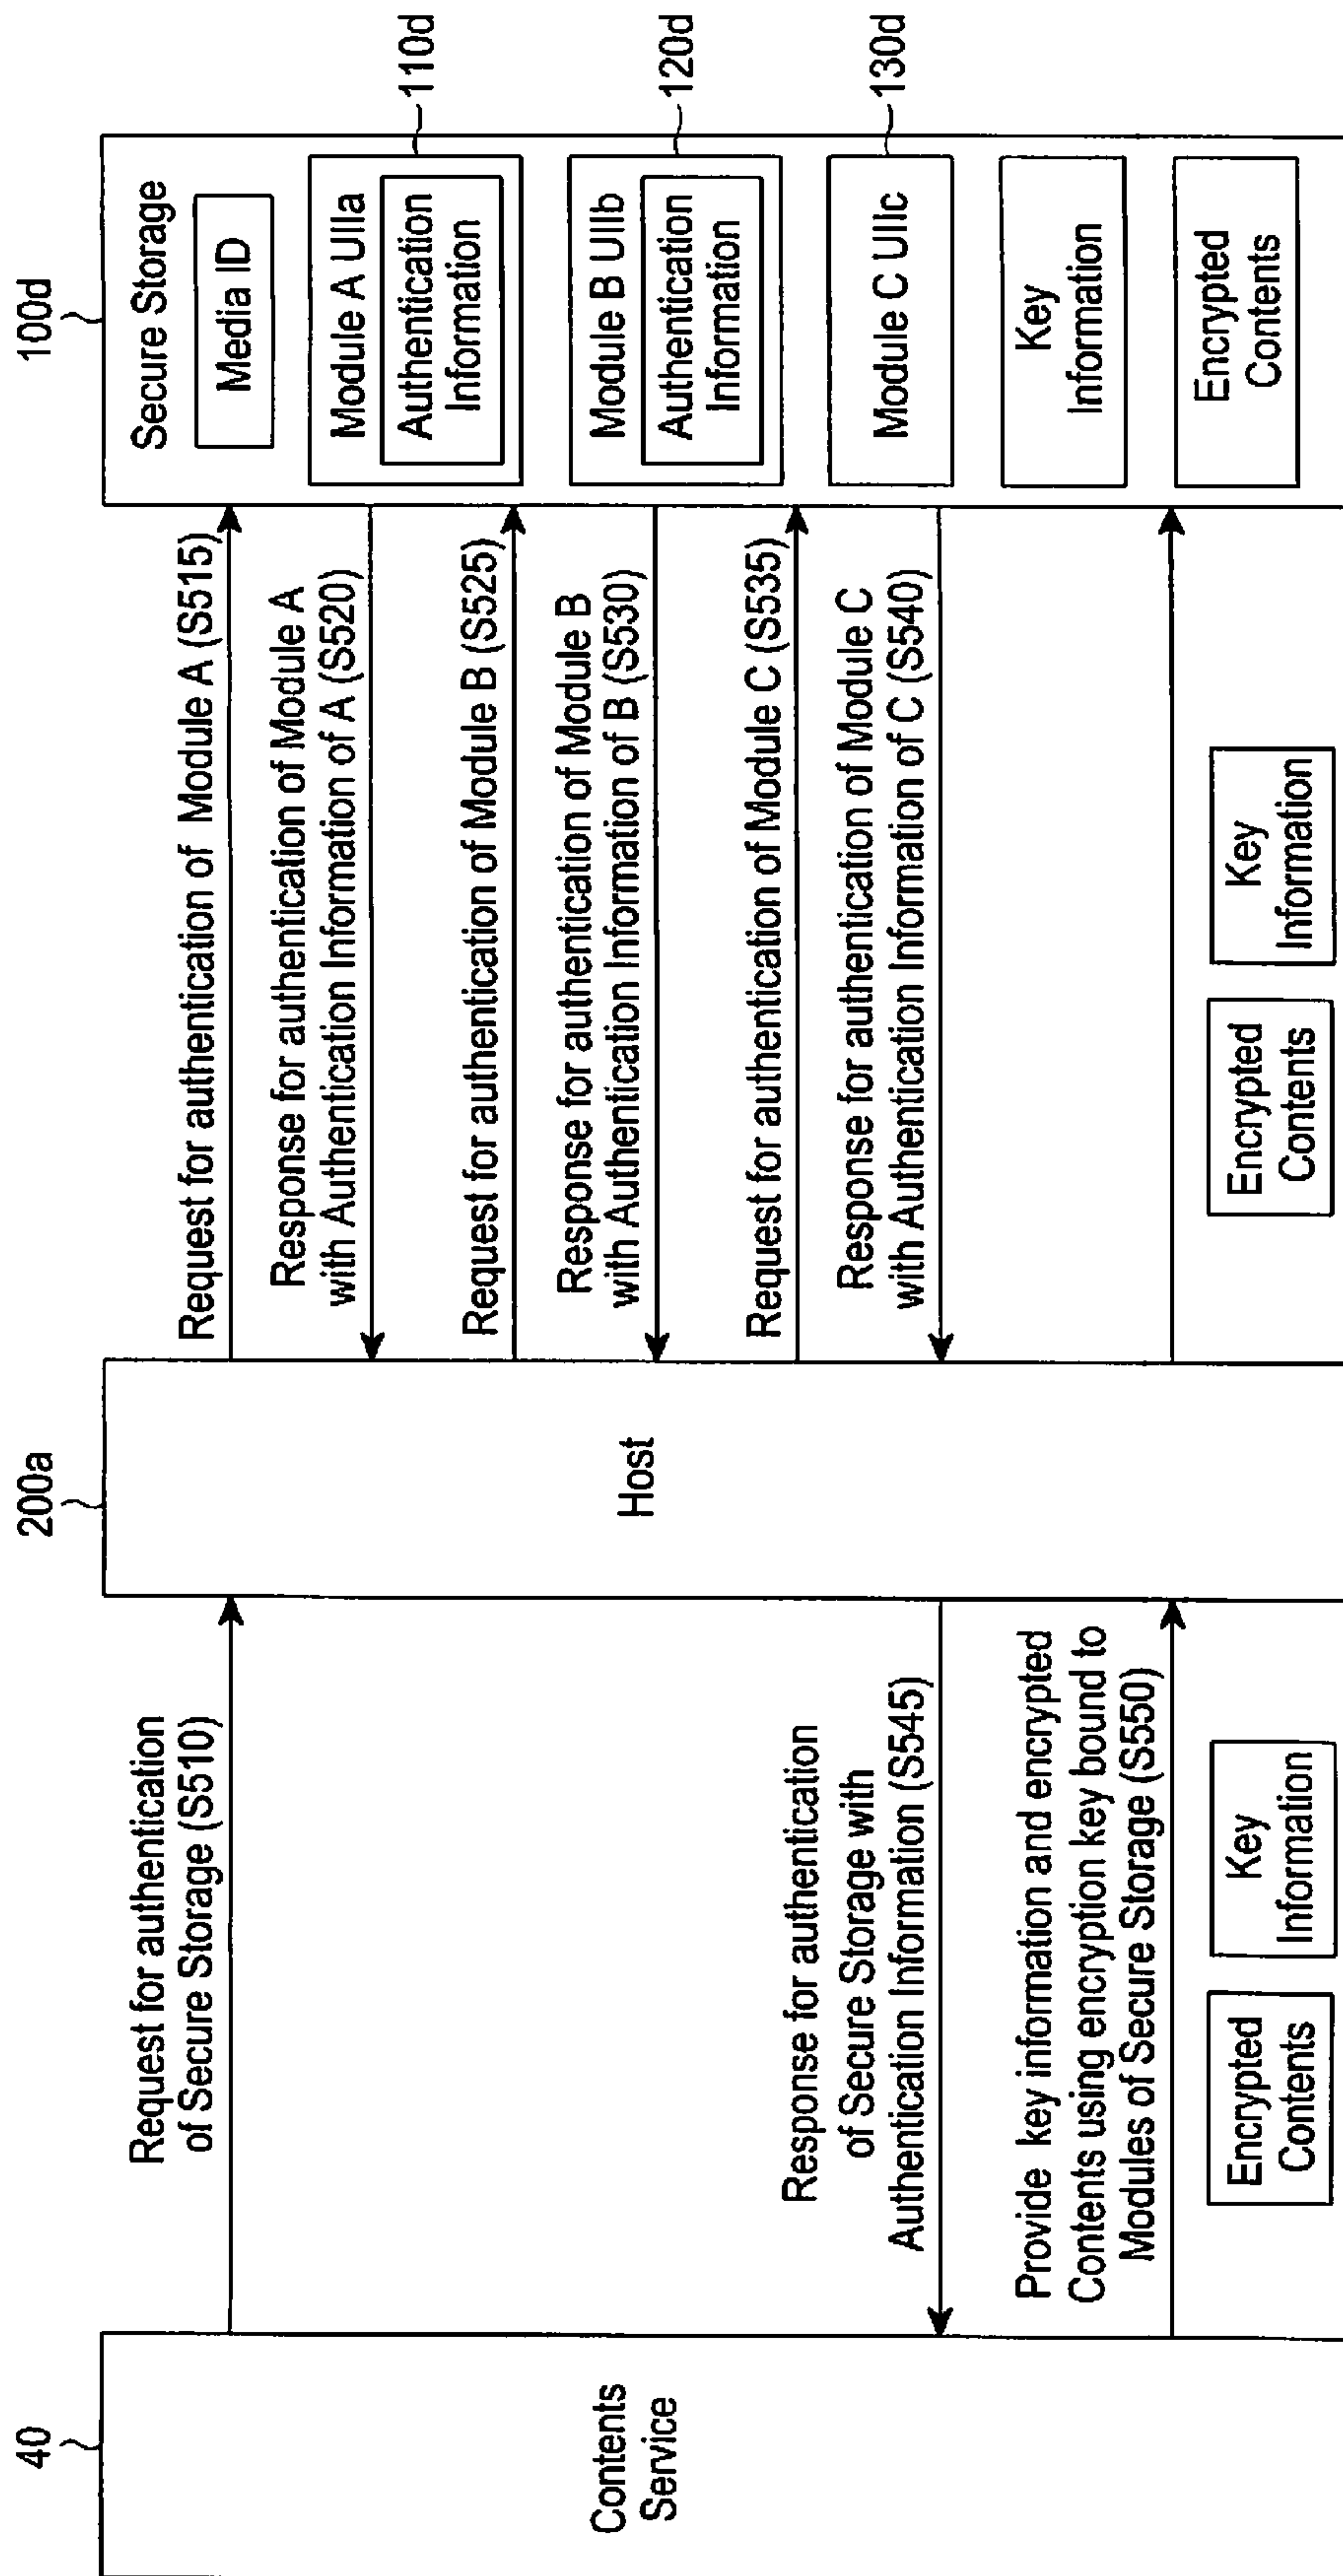 40
200a
100d
Contents
Service
Host
Secure Storage
Media ID
Module A UIIa
Authentication
Information
110d
Module B UIIb
Authentication
Information
120d
Module C UIIc
130d
Key
Information
Encrypted
Contents
Request for authentication
of Secure Storage (S510)
Request for authentication of Module A (S515)
Response for authentication of Module A
with Authentication Information of A (S520)
Request for authentication of Module B (S525)
Response for authentication of Module B
with Authentication Information of B (S530)
Request for authentication of Module C (S535)
Response for authentication of Module C
with Authentication Information of C (S540)
Response for authentication
of Secure Storage with
Authentication Information (S545)
Provide key information and encrypted
Contents using encryption key bound to
Modules of Secure Storage (S550)
Encrypted
Contents
Key
Information
Encrypted
Contents
Key
Information